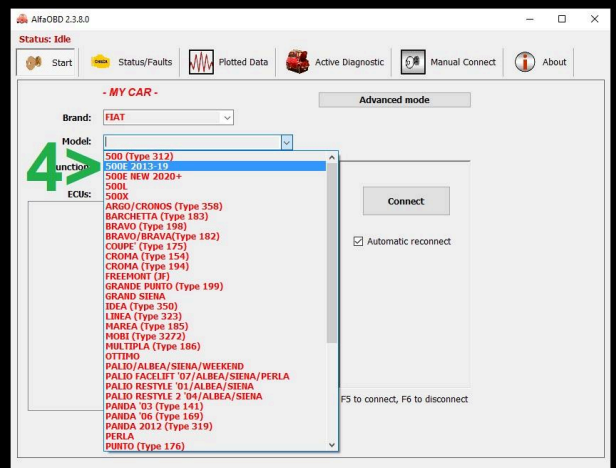 AlfaOBD 2.3.8.0
Status: Idle
Start
Status/Faults
Plotted Data
Active Diagnostic
Manual Connect
About
- MY CAR -
Advanced mode
Brand: FIAT
Model:
4>
unction
ECUs:
500 (Type 312)
500E 2013-19
500E NEW 2020+
500L
500X
ARGO/CRONOS (Type 358)
BARCHETTA (Type 183)
BRAVO (Type 198)
BRAVO/BRAVA(Type 182)
COUPE' (Type 175)
CROMA (Type 154)
CROMA (Type 194)
FREEMONT (JF)
GRANDE PUNTO (Type 199)
GRAND SIENA
IDEA (Type 350)
LINEA (Type 323)
MAREA (Type 185)
MOBI (Type 3272)
MULTIPLA (Type 186)
OTTIMO
PALIO/ALBEA/SIENA/WEEKEND
PALIO FACELIFT '07/ALBEA/SIENA/PERLA
PALIO RESTYLE '01/ALBEA/SIENA
PALIO RESTYLE 2 '04/ALBEA/SIENA
PANDA '03 (Type 141)
PANDA '06 (Type 169)
PANDA 2012 (Type 319)
PERLA
PUNTO (Type 176)
Connect
Automatic reconnect
F5 to connect, F6 to disconnect